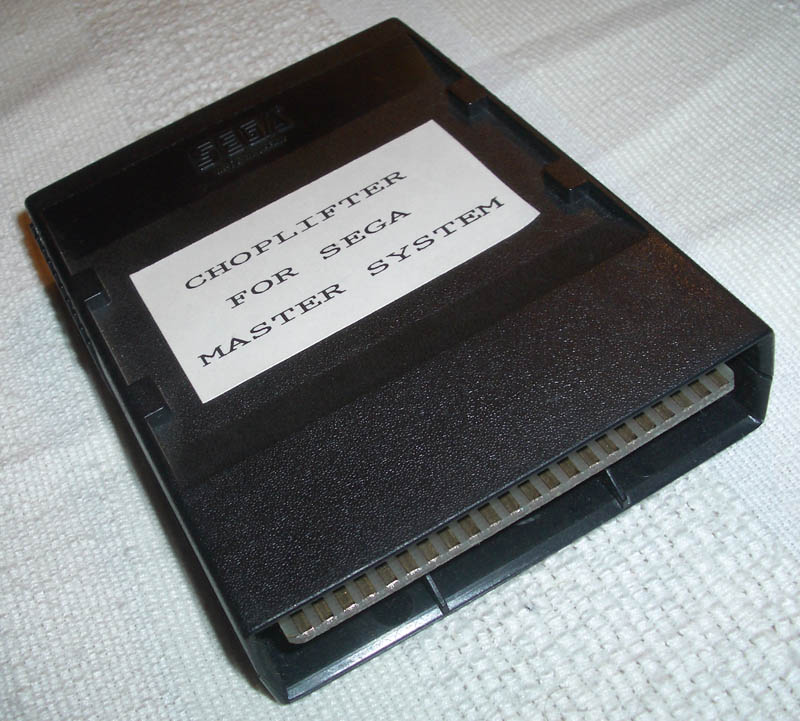 SEGA
CHOPLIFTER
FOR SEGA
MASTER SYSTEM